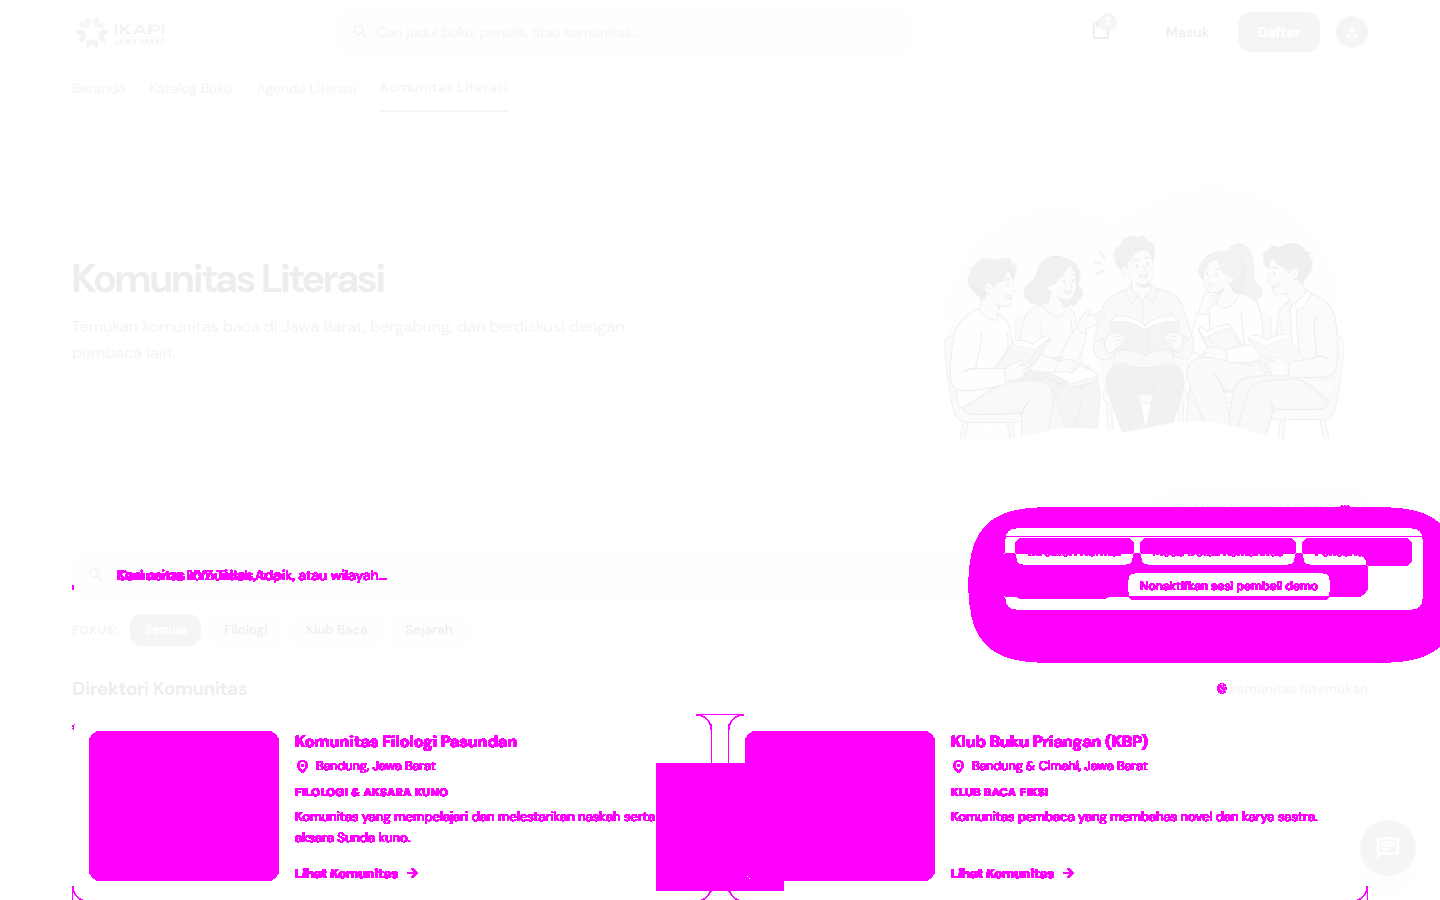 IKAPI
JAWA BARAT
Cari judul buku, penulis, atau komunitas...
2
Masuk
Daftar
Beranda
Katalog Buku
Agenda Literasi
Komunitas Literasi
Komunitas Literasi
Temukan komunitas baca di Jawa Barat, bergabung, dan berdiskusi dengan
pembaca lain.
atau wilayah...
Nonaktifkan sesi pembeli demo
FOKUS:
Semua
Filologi
Klub Baca
Sejarah
Direktori Komunitas
komunitas ditemukan
Komunitas Filologi Pasundan
Bandung, Jawa Barat
FILOLOGI & AKSARA KUNO
Komunitas yang mempelajari dan melestarikan naskah serta
aksara Sunda kuno.
Lihat Komunitas
Klub Buku Priangan (KBP)
Bandung & Cimahi, Jawa Barat
KLUB BACA FIKSI
Komunitas pembaca yang membahas novel dan karya sastra.
Lihat Komunitas